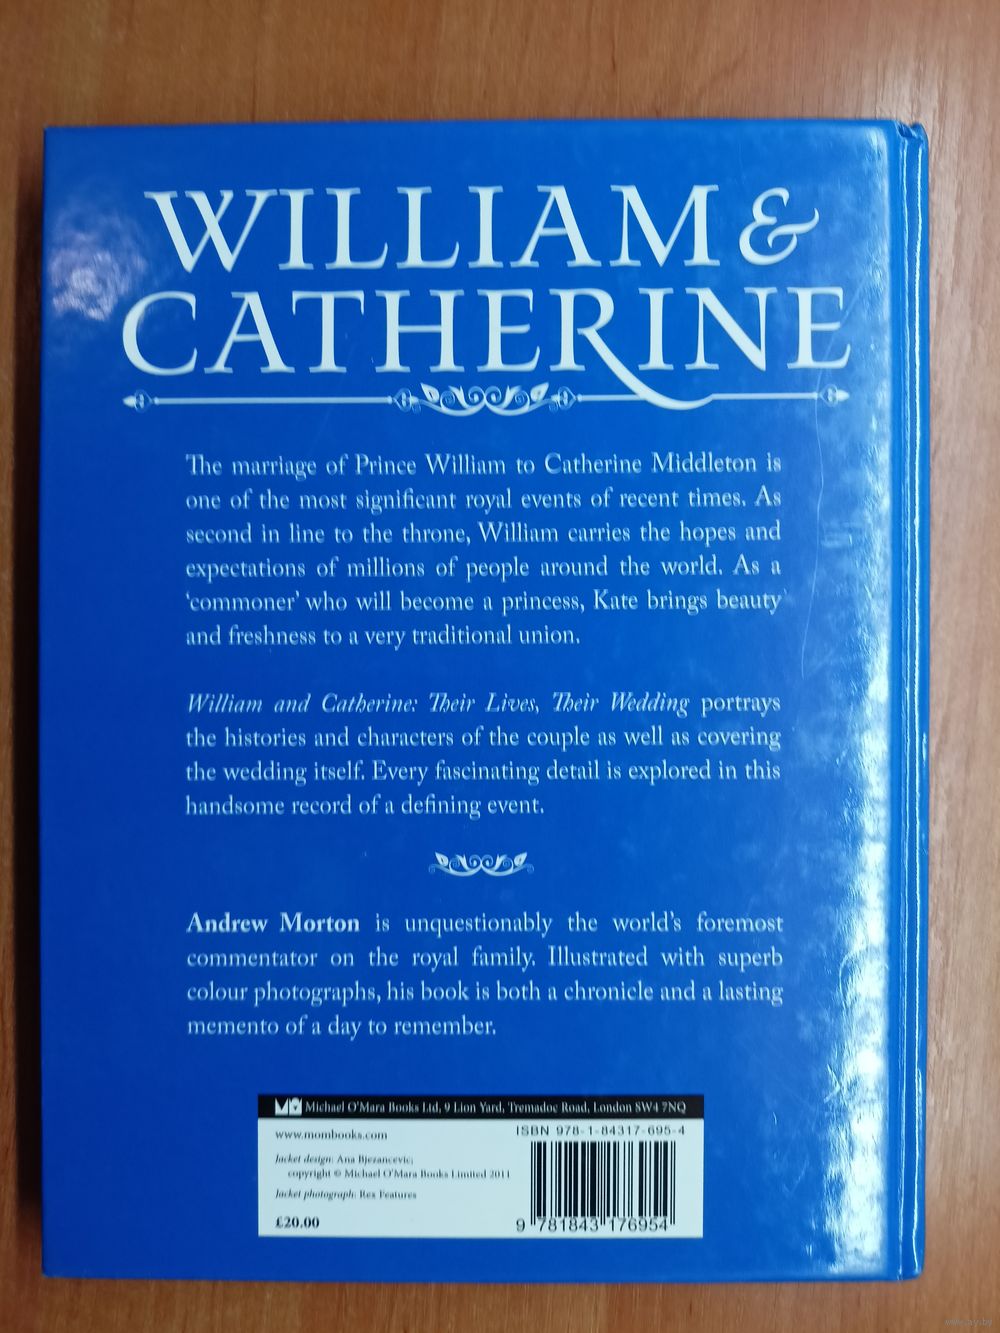 WILLIAM &
CATHERINE
The marriage of Prince William to Catherine Middleton is
one of the most significant royal events of recent times. As
second in line to the throne, William carries the hopes and
expectations of millions of people around the world. As a
‘commoner’ who will become a princess, Kate brings beauty
and freshness to a very traditional union.
William and Catherine: Their Lives, Their Wedding portrays
the histories and characters of the couple as well as covering
the wedding itself. Every fascinating detail is explored in this
handsome record of a defining event.
Andrew Morton is unquestionably the world’s foremost
commentator on the royal family. Illustrated with superb
colour photographs, his book is both a chronicle and a lasting
memento of a day to remember.
Michael O’Mara Books Ltd, 9 Lion Yard, Tremadoc Road, London SW4 7NQ
www.mombooks.com
ISBN 978-1-84317-695-4
Jacket design: Ana Bjezancevic;
copyright © Michael O’Mara Books Limited 2011
Jacket photograph: Rex Features
£20.00
9 781843 176954
www.ay.by